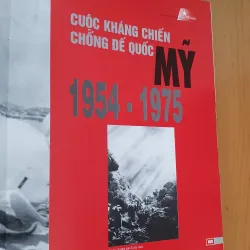 CUỘC KHÁNG CHIẾN
CHỐNG ĐẾ QUỐC
MỸ
1954 - 1975